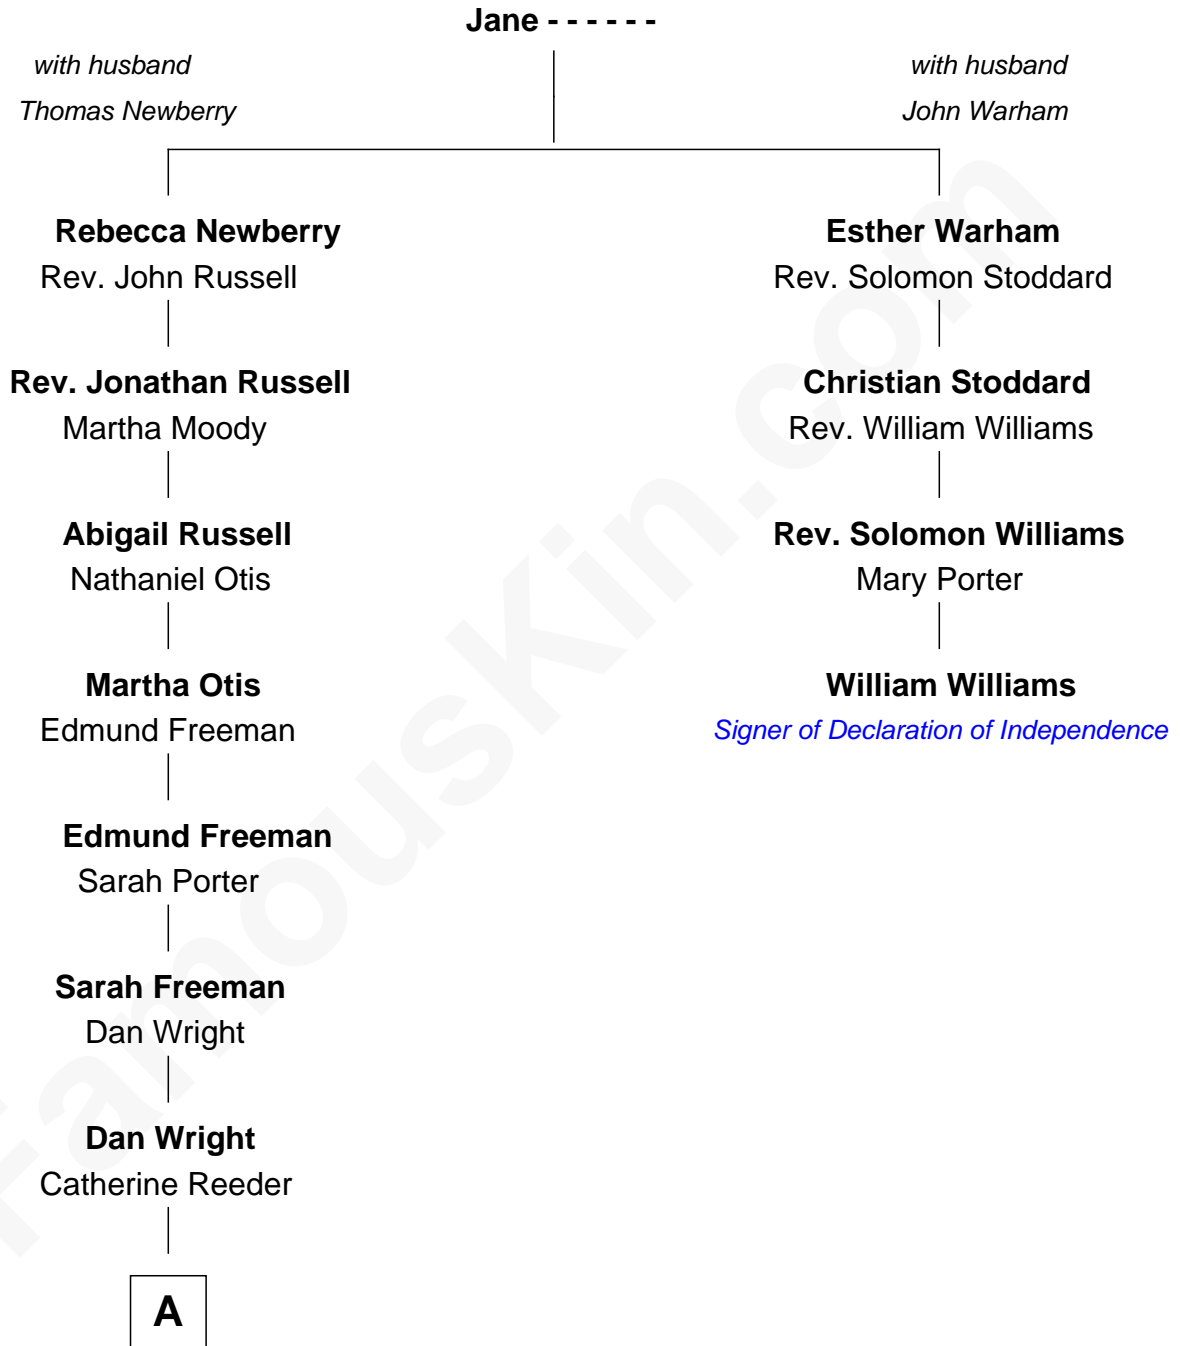 Jane - - - - - -
with husband
Thomas Newberry
with husband
John Warham
Rebecca Newberry
Rev. John Russell
Esther Warham
Rev. Solomon Stoddard
Rev. Jonathan Russell
Martha Moody
Christian Stoddard
Rev. William Williams
Abigail Russell
Nathaniel Otis
Rev. Solomon Williams
Mary Porter
Martha Otis
Edmund Freeman
William Williams
Signer of Declaration of Independence
Edmund Freeman
Sarah Porter
Sarah Freeman
Dan Wright
Dan Wright
Catherine Reeder
A
FamousKin.com